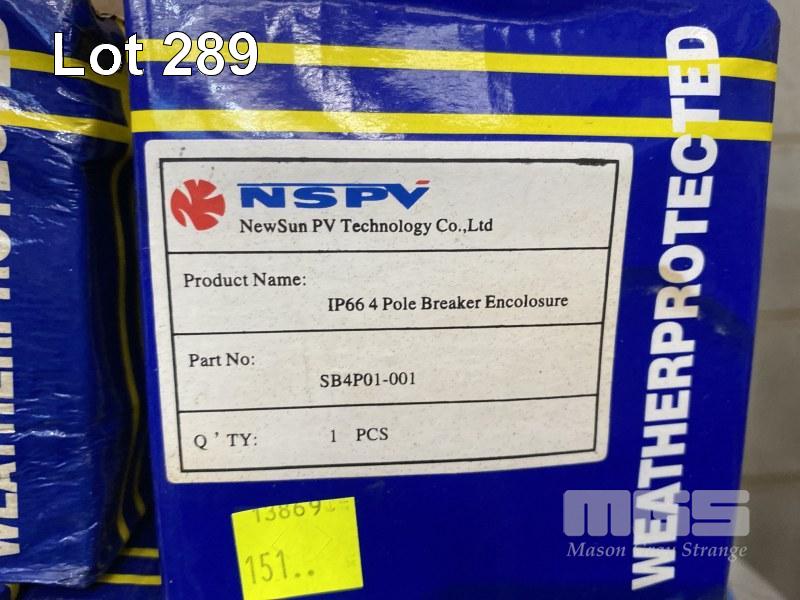 Lot 289
NSPV
NewSun PV Technology Co.,Ltd
Product Name:
IP66 4 Pole Breaker Encolosure
Part No:
SB4P01-001
Q ' TY: 1 PCS
WEATHERPROTECTED
13869
151..
MGS
Mason Gray Strange